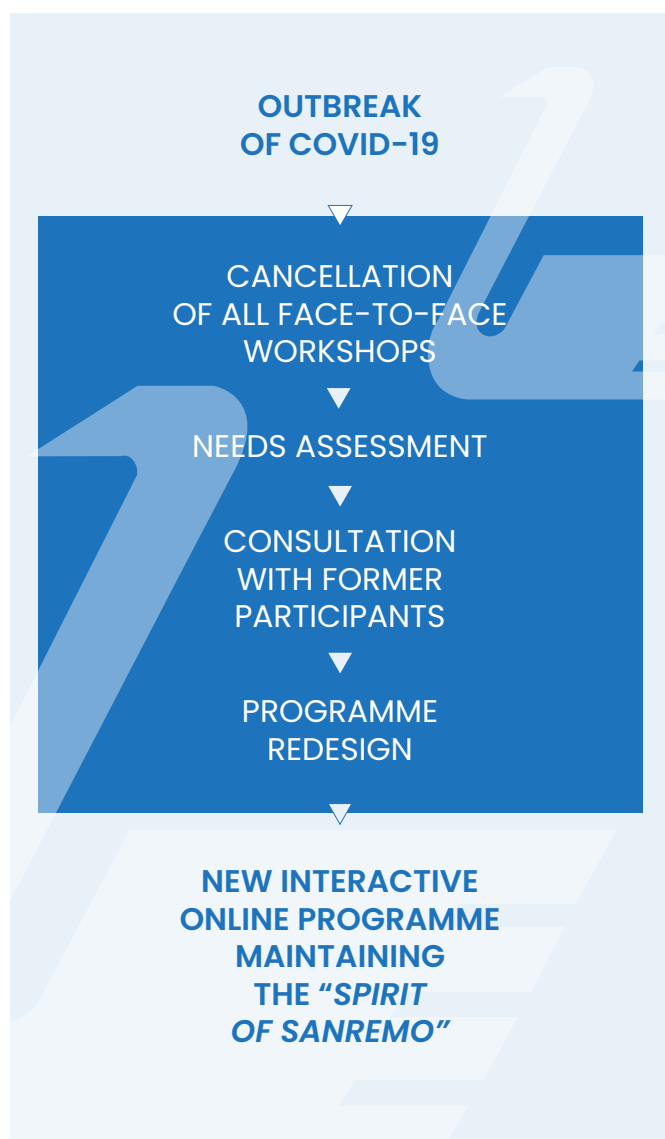 OUTBREAK
OF COVID-19
CANCELLATION
OF ALL FACE-TO-FACE
WORKSHOPS
NEEDS ASSESSMENT
CONSULTATION
WITH FORMER
PARTICIPANTS
PROGRAMME
REDESIGN
NEW INTERACTIVE
ONLINE PROGRAMME
MAINTAINING
THE “SPIRIT
OF SANREMO”